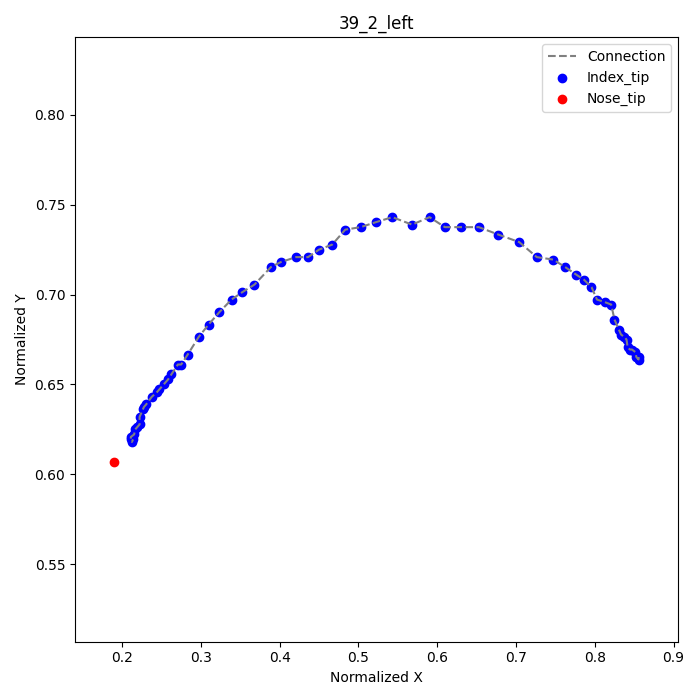 39_2_left
Connection
Index_tip
Nose_tip
0.80
0.75
0.70
0.65
0.60
0.55
Normalized Y
0.2 0.3 0.4 0.5 0.6 0.7 0.8 0.9
Normalized X